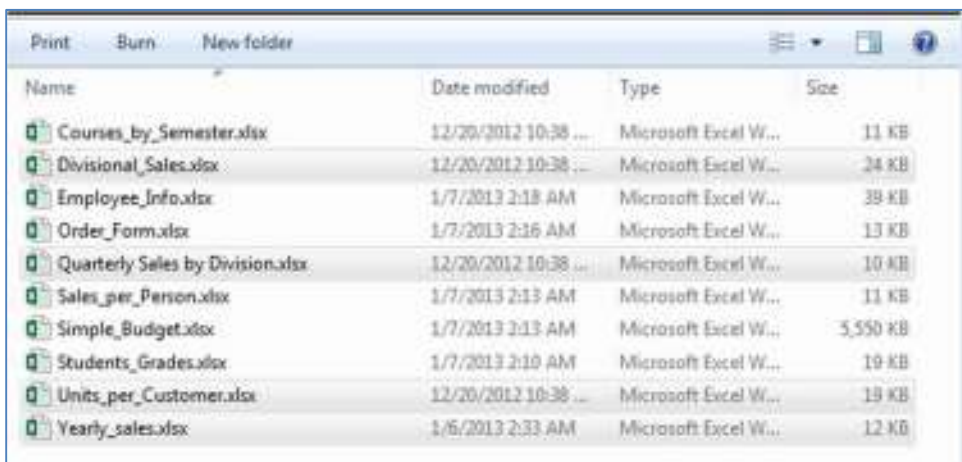 Print Burn New folder
Name Date modified Type Size
Courses_by_Semester.xlsx 12/20/2012 10:38 ... Microsoft Excel W... 11 KB
Divisional_Sales.xlsx 12/20/2012 10:38 ... Microsoft Excel W... 24 KB
Employee_Info.xlsx 1/7/2013 2:18 AM Microsoft Excel W... 39 KB
Order_Form.xlsx 1/7/2013 2:16 AM Microsoft Excel W... 13 KB
Quarterly Sales by Division.xlsx 12/20/2012 10:38 ... Microsoft Excel W... 10 KB
Sales_per_Person.xlsx 1/7/2013 2:13 AM Microsoft Excel W... 11 KB
Simple_Budget.xlsx 1/7/2013 2:13 AM Microsoft Excel W... 5,550 KB
Students_Grades.xlsx 1/7/2013 2:10 AM Microsoft Excel W... 19 KB
Units_per_Customer.xlsx 12/20/2012 10:38 ... Microsoft Excel W... 19 KB
Yearly_sales.xlsx 1/6/2013 2:33 AM Microsoft Excel W... 12 KB